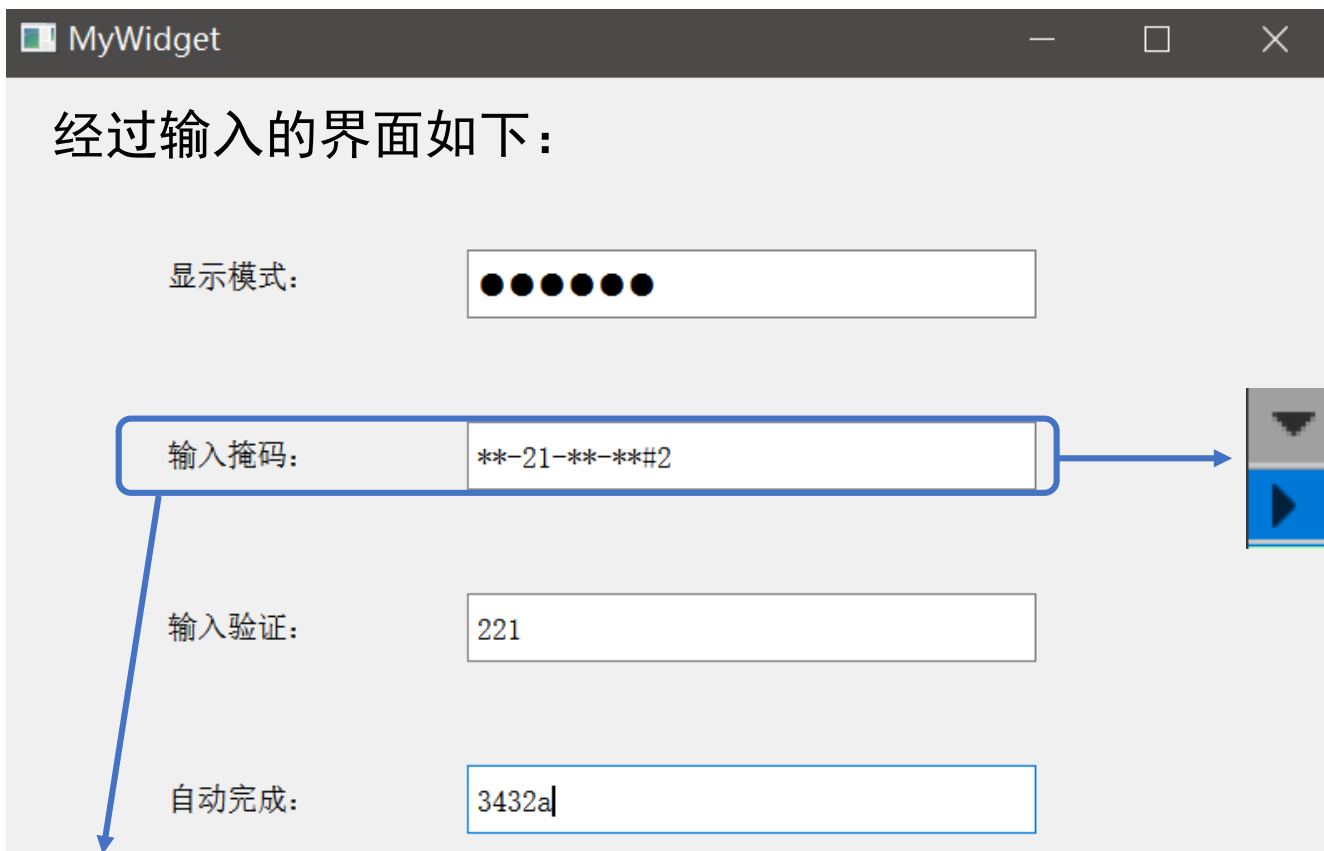 MyWidget
经过输入的界面如下：
显示模式： ●●●●●●
输入掩码： **-21-**-**#2
输入验证： 221
自动完成： 3432a